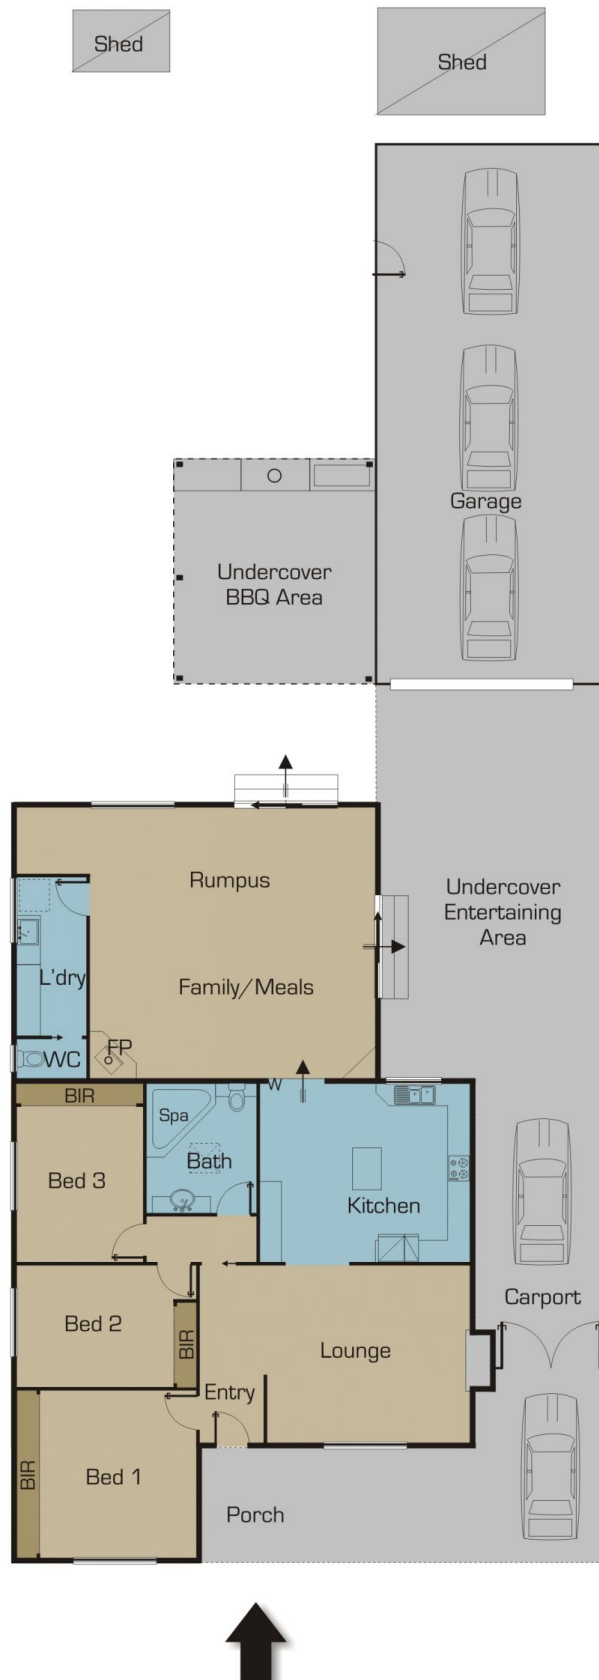 Shed
Shed
Garage
Undercover
BBQ Area
Rumpus
Undercover
Entertaining
Area
L'dry
Family/Meals
WC
FP
BIR
W
Spa
Bath
Bed 3
Kitchen
Carport
Bed 2
BIR
Lounge
Entry
BIR
Bed 1
Porch